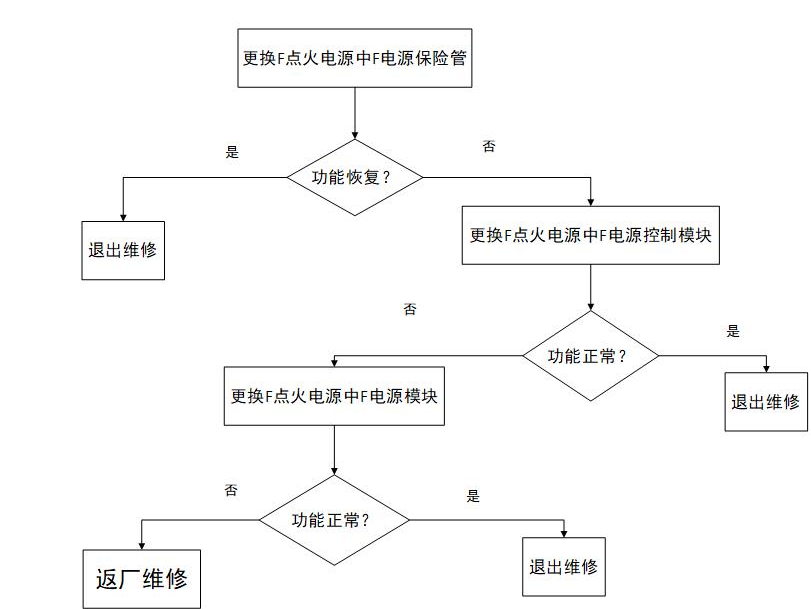 更换F点火电源中F电源保险管
是
否
功能恢复?
退出维修
更换F点火电源中F电源控制模块
否
是
功能正常?
更换F点火电源中F电源模块
退出维修
否
是
功能正常?
返厂维修
退出维修